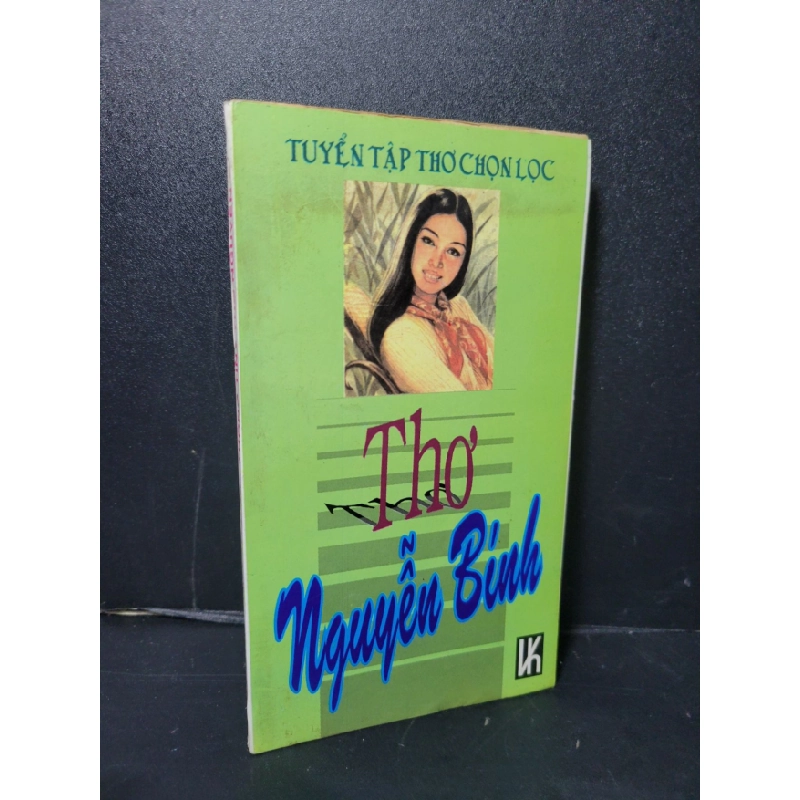 TUYỂN TẬP THƠ CHỌN LỌC
Thơ
Nguyễn Bính